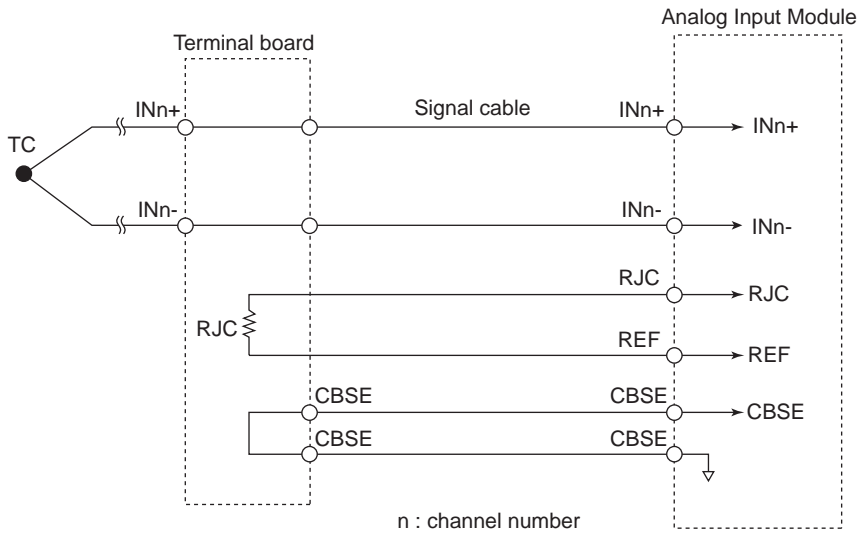 Analog Input Module
Terminal board
INn+ Signal cable INn+ INn+
TC
INn- INn- INn-
RJC RJC
RJC
REF REF
CBSE CBSE CBSE
CBSE CBSE
n : channel number